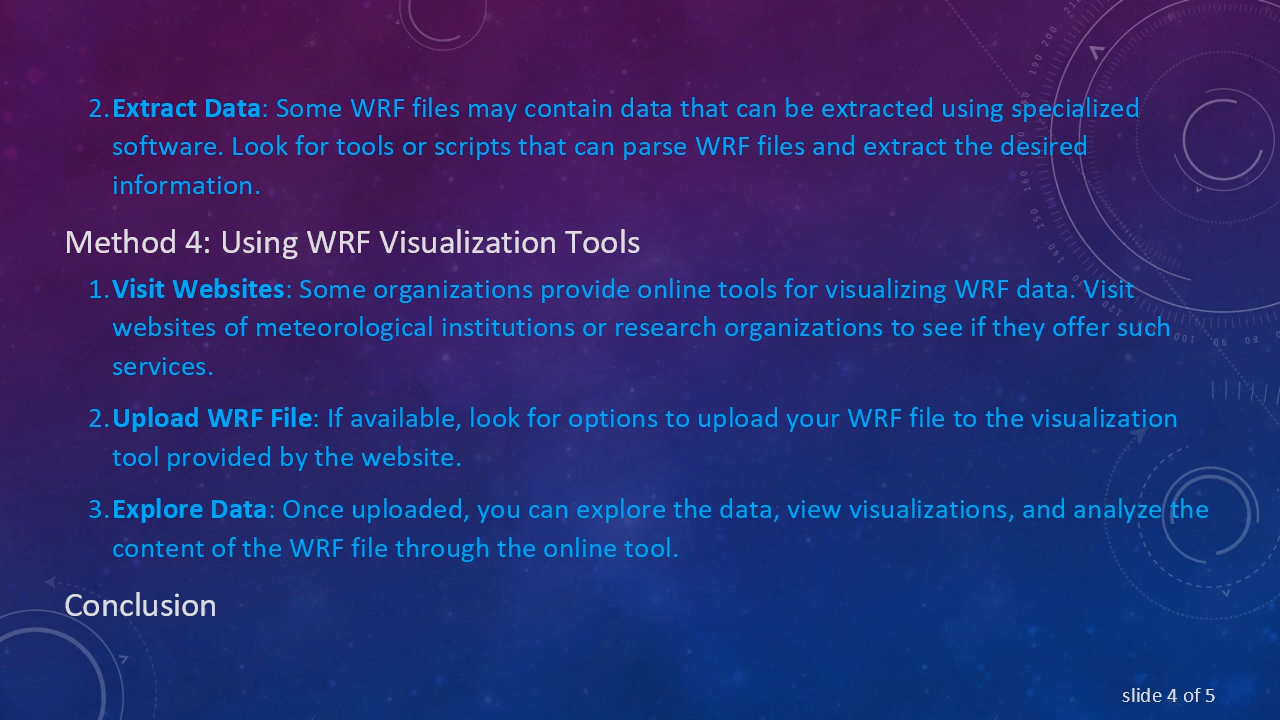 2. Extract Data: Some WRF files may contain data that can be extracted using specialized
software. Look for tools or scripts that can parse WRF files and extract the desired
information.
Method 4: Using WRF Visualization Tools
1. Visit Websites: Some organizations provide online tools for visualizing WRF data. Visit
websites of meteorological institutions or research organizations to see if they offer such
services.
2. Upload WRF File: If available, look for options to upload your WRF file to the visualization
tool provided by the website.
3. Explore Data: Once uploaded, you can explore the data, view visualizations, and analyze the
content of the WRF file through the online tool.
Conclusion
slide 4 of 5